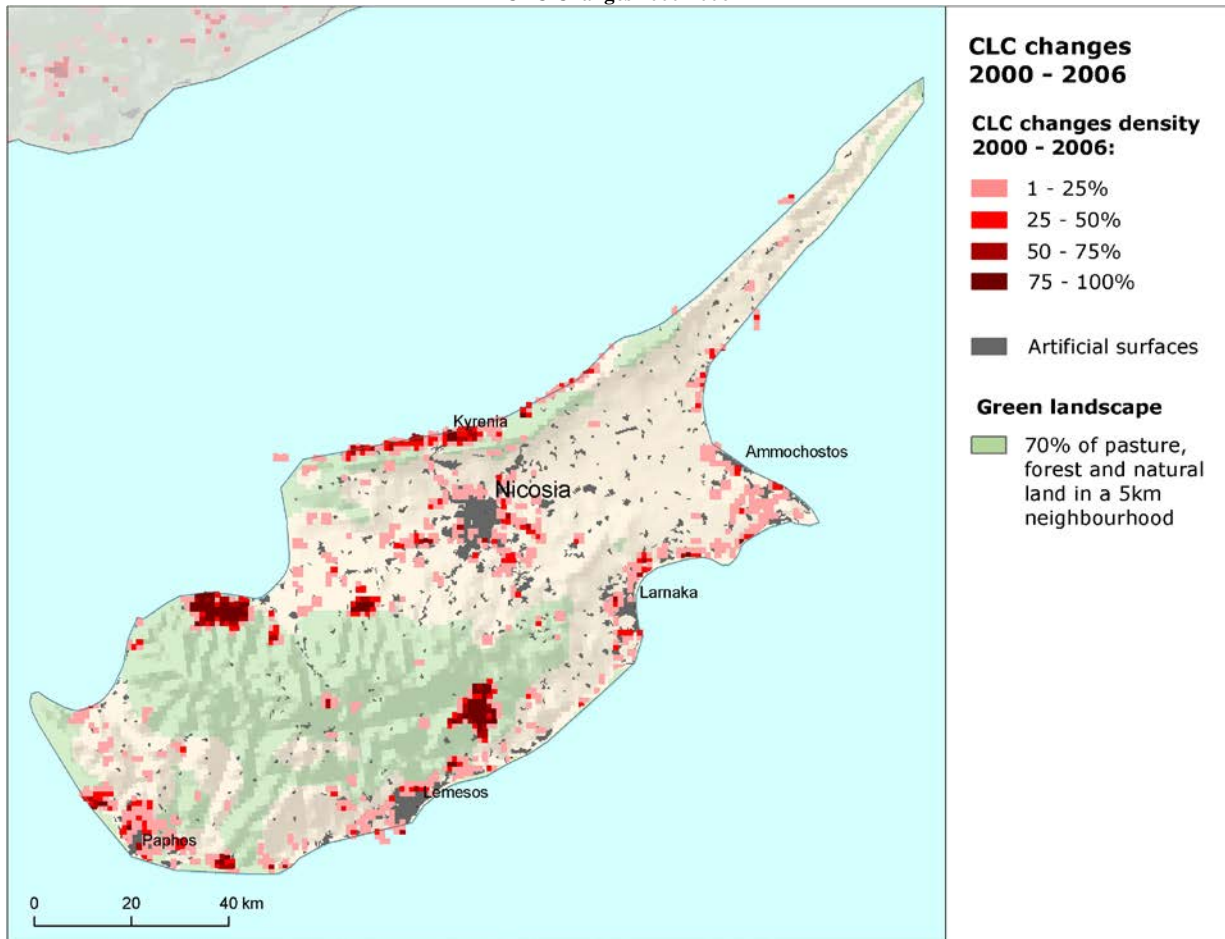 CLC changes
2000 - 2006
CLC changes density
2000 - 2006:
1 - 25%
25 - 50%
50 - 75%
75 - 100%
Artificial surfaces
Green landscape
70% of pasture,
forest and natural
land in a 5km
neighbourhood
Kyrenia
Ammochostos
Nicosia
Larnaka
Lemesos
Paphos
0 20 40 km